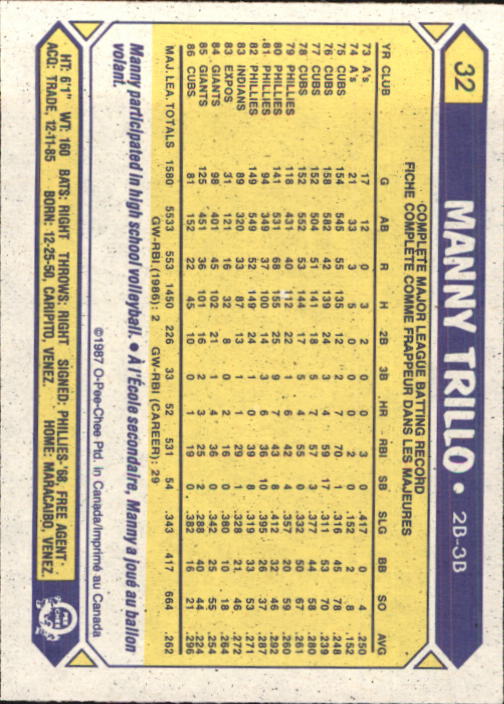 32 MANNY TRILLO • 2B-3B
COMPLETE MAJOR LEAGUE BATTING RECORD
FICHE COMPLÈTE COMME FRAPPEUR DANS LES MAJEURES
YR CLUB G AB R H 2B 3B HR RBI SB SLG BB SO AVG
73 A's 17 12 0 3 2 0 0 3 0 .417 0 4 .250
74 A's 21 33 3 5 0 0 0 2 0 .152 2 8 .152
75 CUBS 154 545 55 135 12 2 7 70 1 .316 45 78 .248
76 CUBS 158 582 42 139 24 3 4 59 17 .311 53 70 .239
77 CUBS 152 504 51 141 18 5 7 57 3 .377 44 58 .280
78 CUBS 152 552 53 144 17 5 4 55 0 .332 50 67 .261
79 PHILLIES 118 431 40 112 22 1 6 42 4 .357 20 59 .260
80 PHILLIES 141 531 68 155 25 9 7 43 8 .412 32 46 .292
81 PHILLIES 94 349 37 100 14 3 6 36 10 .395 26 37 .287
82 PHILLIES 149 549 52 149 24 1 0 39 8 .319 33 53 .271
83 INDIANS 89 320 33 87 13 1 1 29 1 .321 21 46 .272
83 EXPOS 31 121 16 32 8 0 2 16 0 .380 10 18 .264
84 GIANTS 98 401 45 102 21 1 4 36 0 .342 25 55 .254
85 GIANTS 125 451 36 101 16 2 3 25 2 .288 40 44 .224
86 CUBS 81 152 22 45 10 0 1 19 0 .382 16 21 .296
MAJ. LEA. TOTALS 1580 5533 553 1450 226 33 52 531 54 .343 417 664 .262
GW-RBI (1986): 2 GW-RBI (CAREER): 29
Manny participated in high school volleyball. • À l'École secondaire, Manny a joué au ballon
volant.
©1987 O-Pee-Chee Ptd. in Canada/Imprimé au Canada
HT: 6'1" WT: 160 BATS: RIGHT THROWS: RIGHT SIGNED: PHILLIES-'68, FREE AGENT
ACQ: TRADE, 12-11-85 BORN: 12-25-50, CARIPITO, VENEZ. HOME: MARACAIBO, VENEZ.
O PEE CHEE